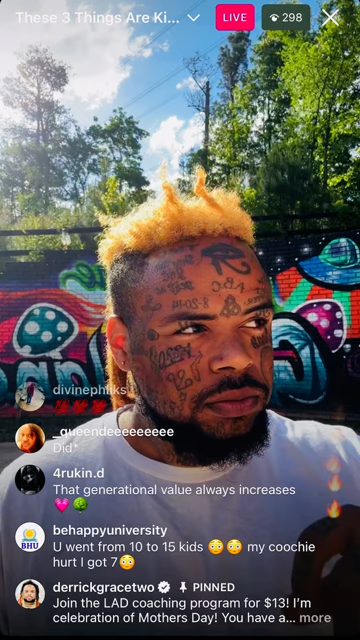 These 3 Things Are Ki...
LIVE
298
divinephiiks
_queendeeeeeeeee
Did*
4rukin.d
That generational value always increases
💗🌳
behappyuniversity
BHU
U went from 10 to 15 kids 😳😳 my coochie
hurt I got 7😳
derrickgracetwo PINNED
Join the LAD coaching program for $13! I'm
celebration of Mothers Day! You have a... more